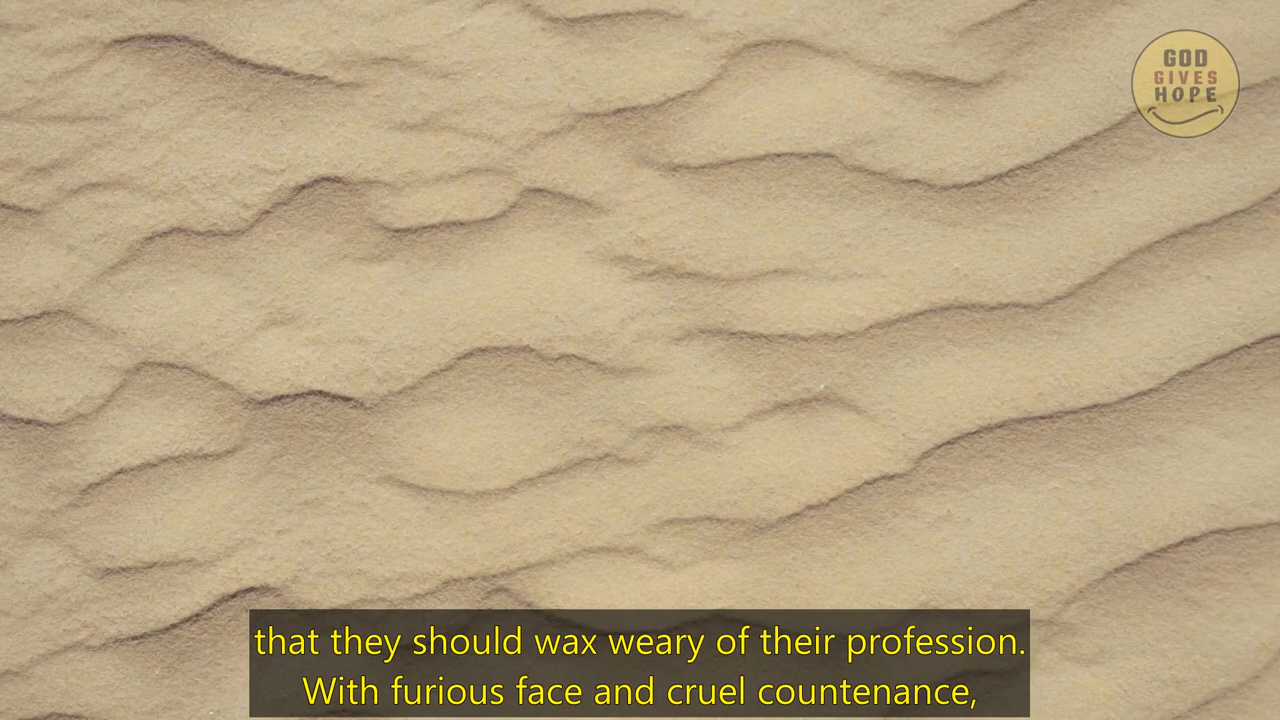 GOD
GIVES
HOPE
that they should wax weary of their profession.
With furious face and cruel countenance,